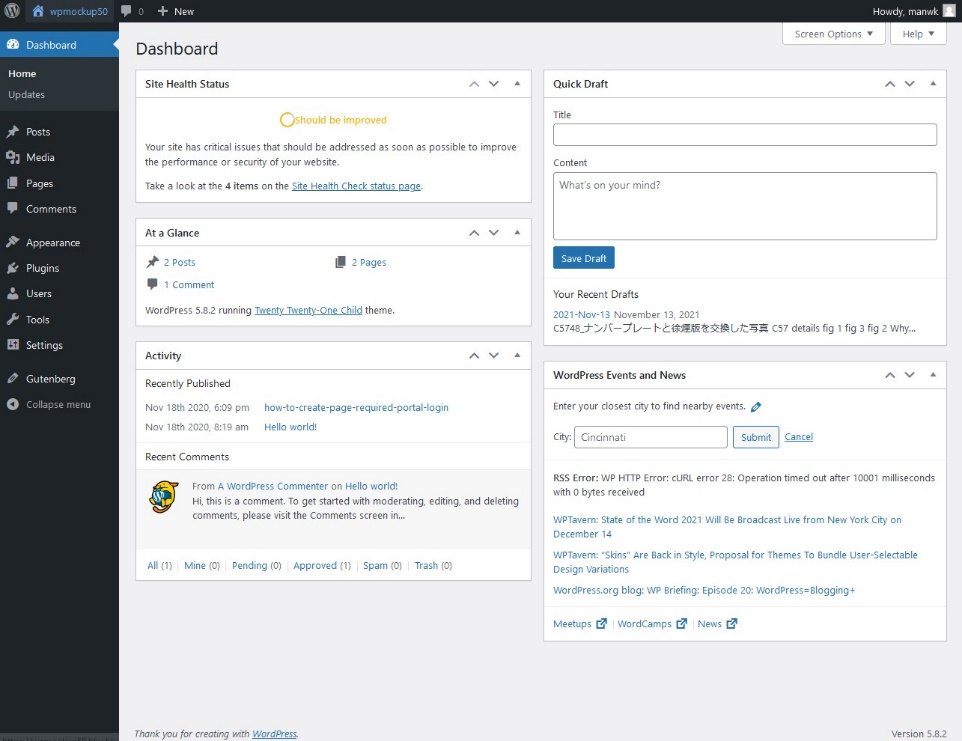 wpmockup50 0 New Howdy, manwk
Screen Options ▼ Help ▼
Dashboard
Home
Updates
Posts
Media
Pages
Comments
Appearance
Plugins
Users
Tools
Settings
Gutenberg
Collapse menu
Dashboard
Site Health Status
Should be improved
Your site has critical issues that should be addressed as soon as possible to improve
the performance or security of your website.
Take a look at the 4 items on the Site Health Check status page.
At a Glance
2 Posts 2 Pages
1 Comment
WordPress 5.8.2 running Twenty Twenty-One Child theme.
Activity
Recently Published
Nov 18th 2020, 6:09 pm how-to-create-page-required-portal-login
Nov 18th 2020, 8:19 am Hello world!
Recent Comments
From A WordPress Commenter on Hello world!
Hi, this is a comment. To get started with moderating, editing, and deleting
comments, please visit the Comments screen in...
All (1) | Mine (0) | Pending (0) | Approved (1) | Spam (0) | Trash (0)
Quick Draft
Title
Content
What's on your mind?
Save Draft
Your Recent Drafts
2021-Nov-13 November 13, 2021
C5748_ナンバープレートと徐煙版を交換した写真 C57 details fig 1 fig 3 fig 2 Why...
WordPress Events and News
Enter your closest city to find nearby events.
City: Cincinnati Submit Cancel
RSS Error: WP HTTP Error: cURL error 28: Operation timed out after 10001 milliseconds
with 0 bytes received
WPTavern: State of the Word 2021 Will Be Broadcast Live from New York City on
December 14
WPTavern: "Skins" Are Back in Style, Proposal for Themes To Bundle User-Selectable
Design Variations
WordPress.org blog: WP Briefing: Episode 20: WordPress=Blogging+
Meetups | WordCamps | News
Thank you for creating with WordPress. Version 5.8.2